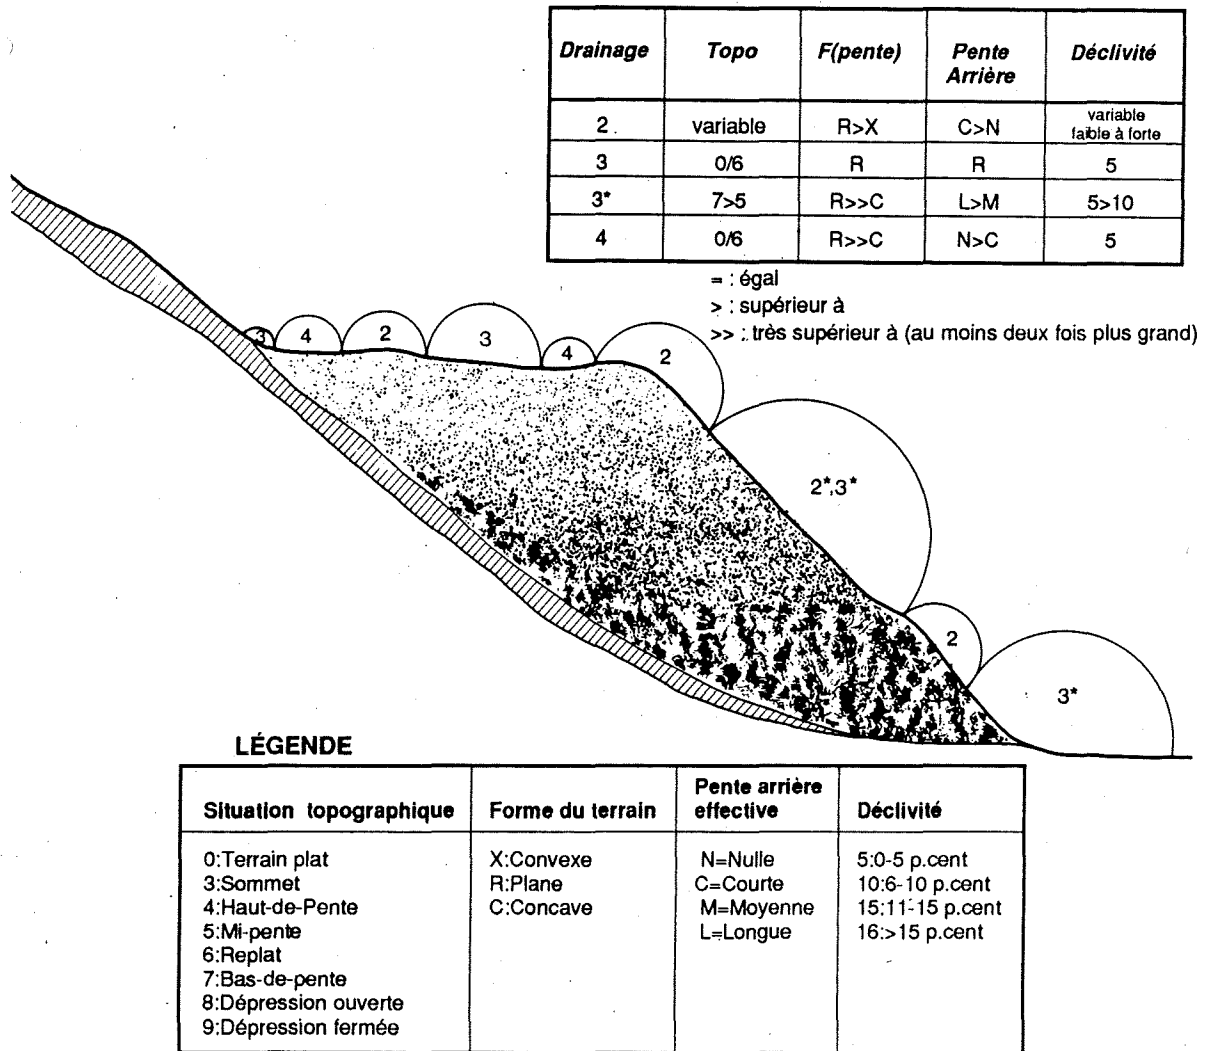 Drainage Topo F(pente) Pente Arrière Déclivité
2 variable R>X C>N variable faible à forte
3 0/6 R R 5
3* 7>5 R>>C L>M 5>10
4 0/6 R>>C N>C 5
= : égal
> : supérieur à
>> : très supérieur à (au moins deux fois plus grand)
3 4 2 3 4 2
2*,3*
2
3*
LÉGENDE
Situation topographique Forme du terrain Pente arrière effective Déclivité
0:Terrain plat X:Convexe N=Nulle 5:0-5 p.cent
3:Sommet R:Plane C=Courte 10:6-10 p.cent
4:Haut-de-Pente C:Concave M=Moyenne 15:11-15 p.cent
5:Mi-pente L=Longue 16:>15 p.cent
6:Replat
7:Bas-de-pente
8:Dépression ouverte
9:Dépression fermée